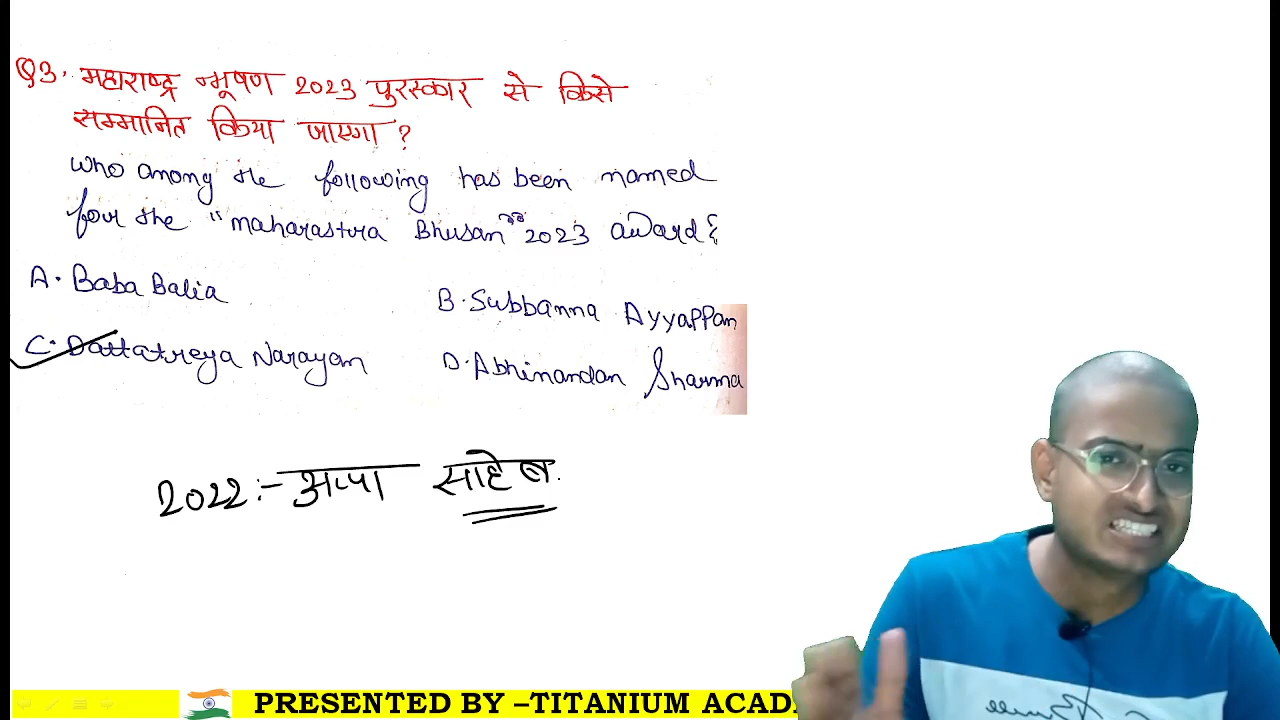 Q3. महाराष्ट्र भूषण 2023 पुरस्कार से किसे
सम्मानित किया जाएगा ?
who among the following has been named
for the "maharastra Bhusan" 2023 award?
A. Baba Balia
B. Subbanna Ayyappan
C. Dattatreya Narayan
D. Abhinandan Sharma
2022:- अप्पा साहेब.
PRESENTED BY –TITANIUM ACAD